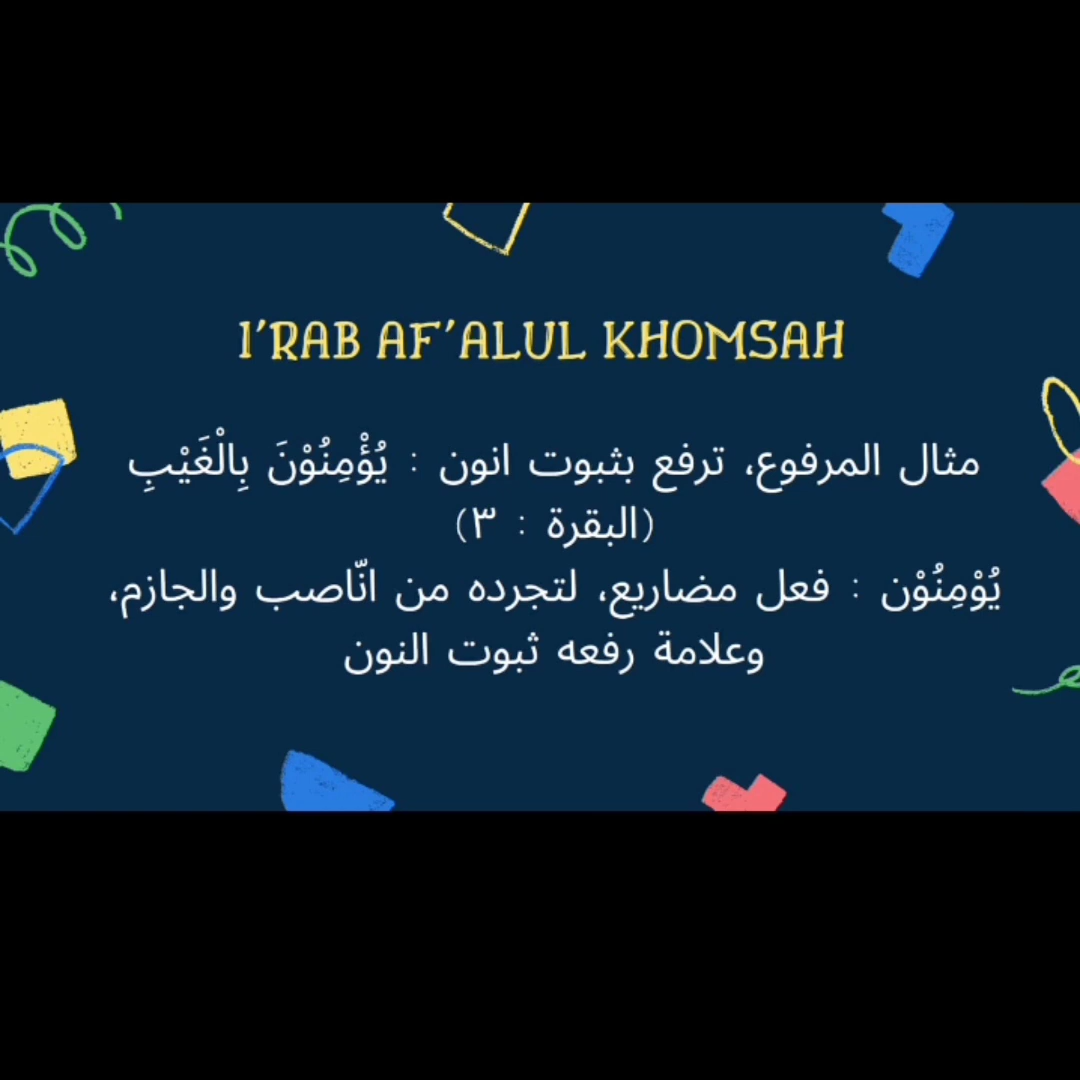 I'RAB AF'ALUL KHOMSAH
مثال المرفوع، ترفع بثبوت انون : يُؤْمِنُوْنَ بِالْغَيْبِ
(البقرة : ٣)
يُوْمِنُوْن : فعل مضاريع، لتجرده من انّاصب والجازم،
وعلامة رفعه ثبوت النون